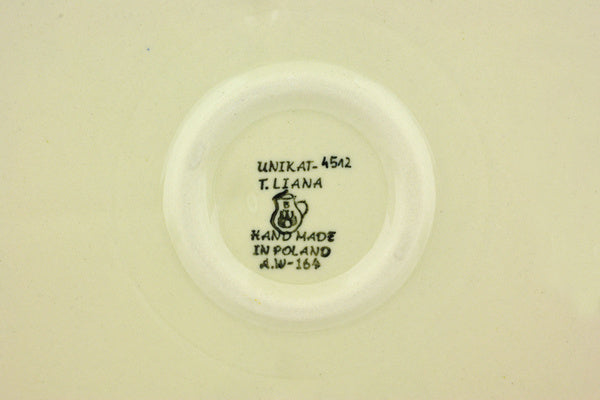 UNIKAT-4512
T. LIANA
HAND MADE
IN POLAND
A.W-164